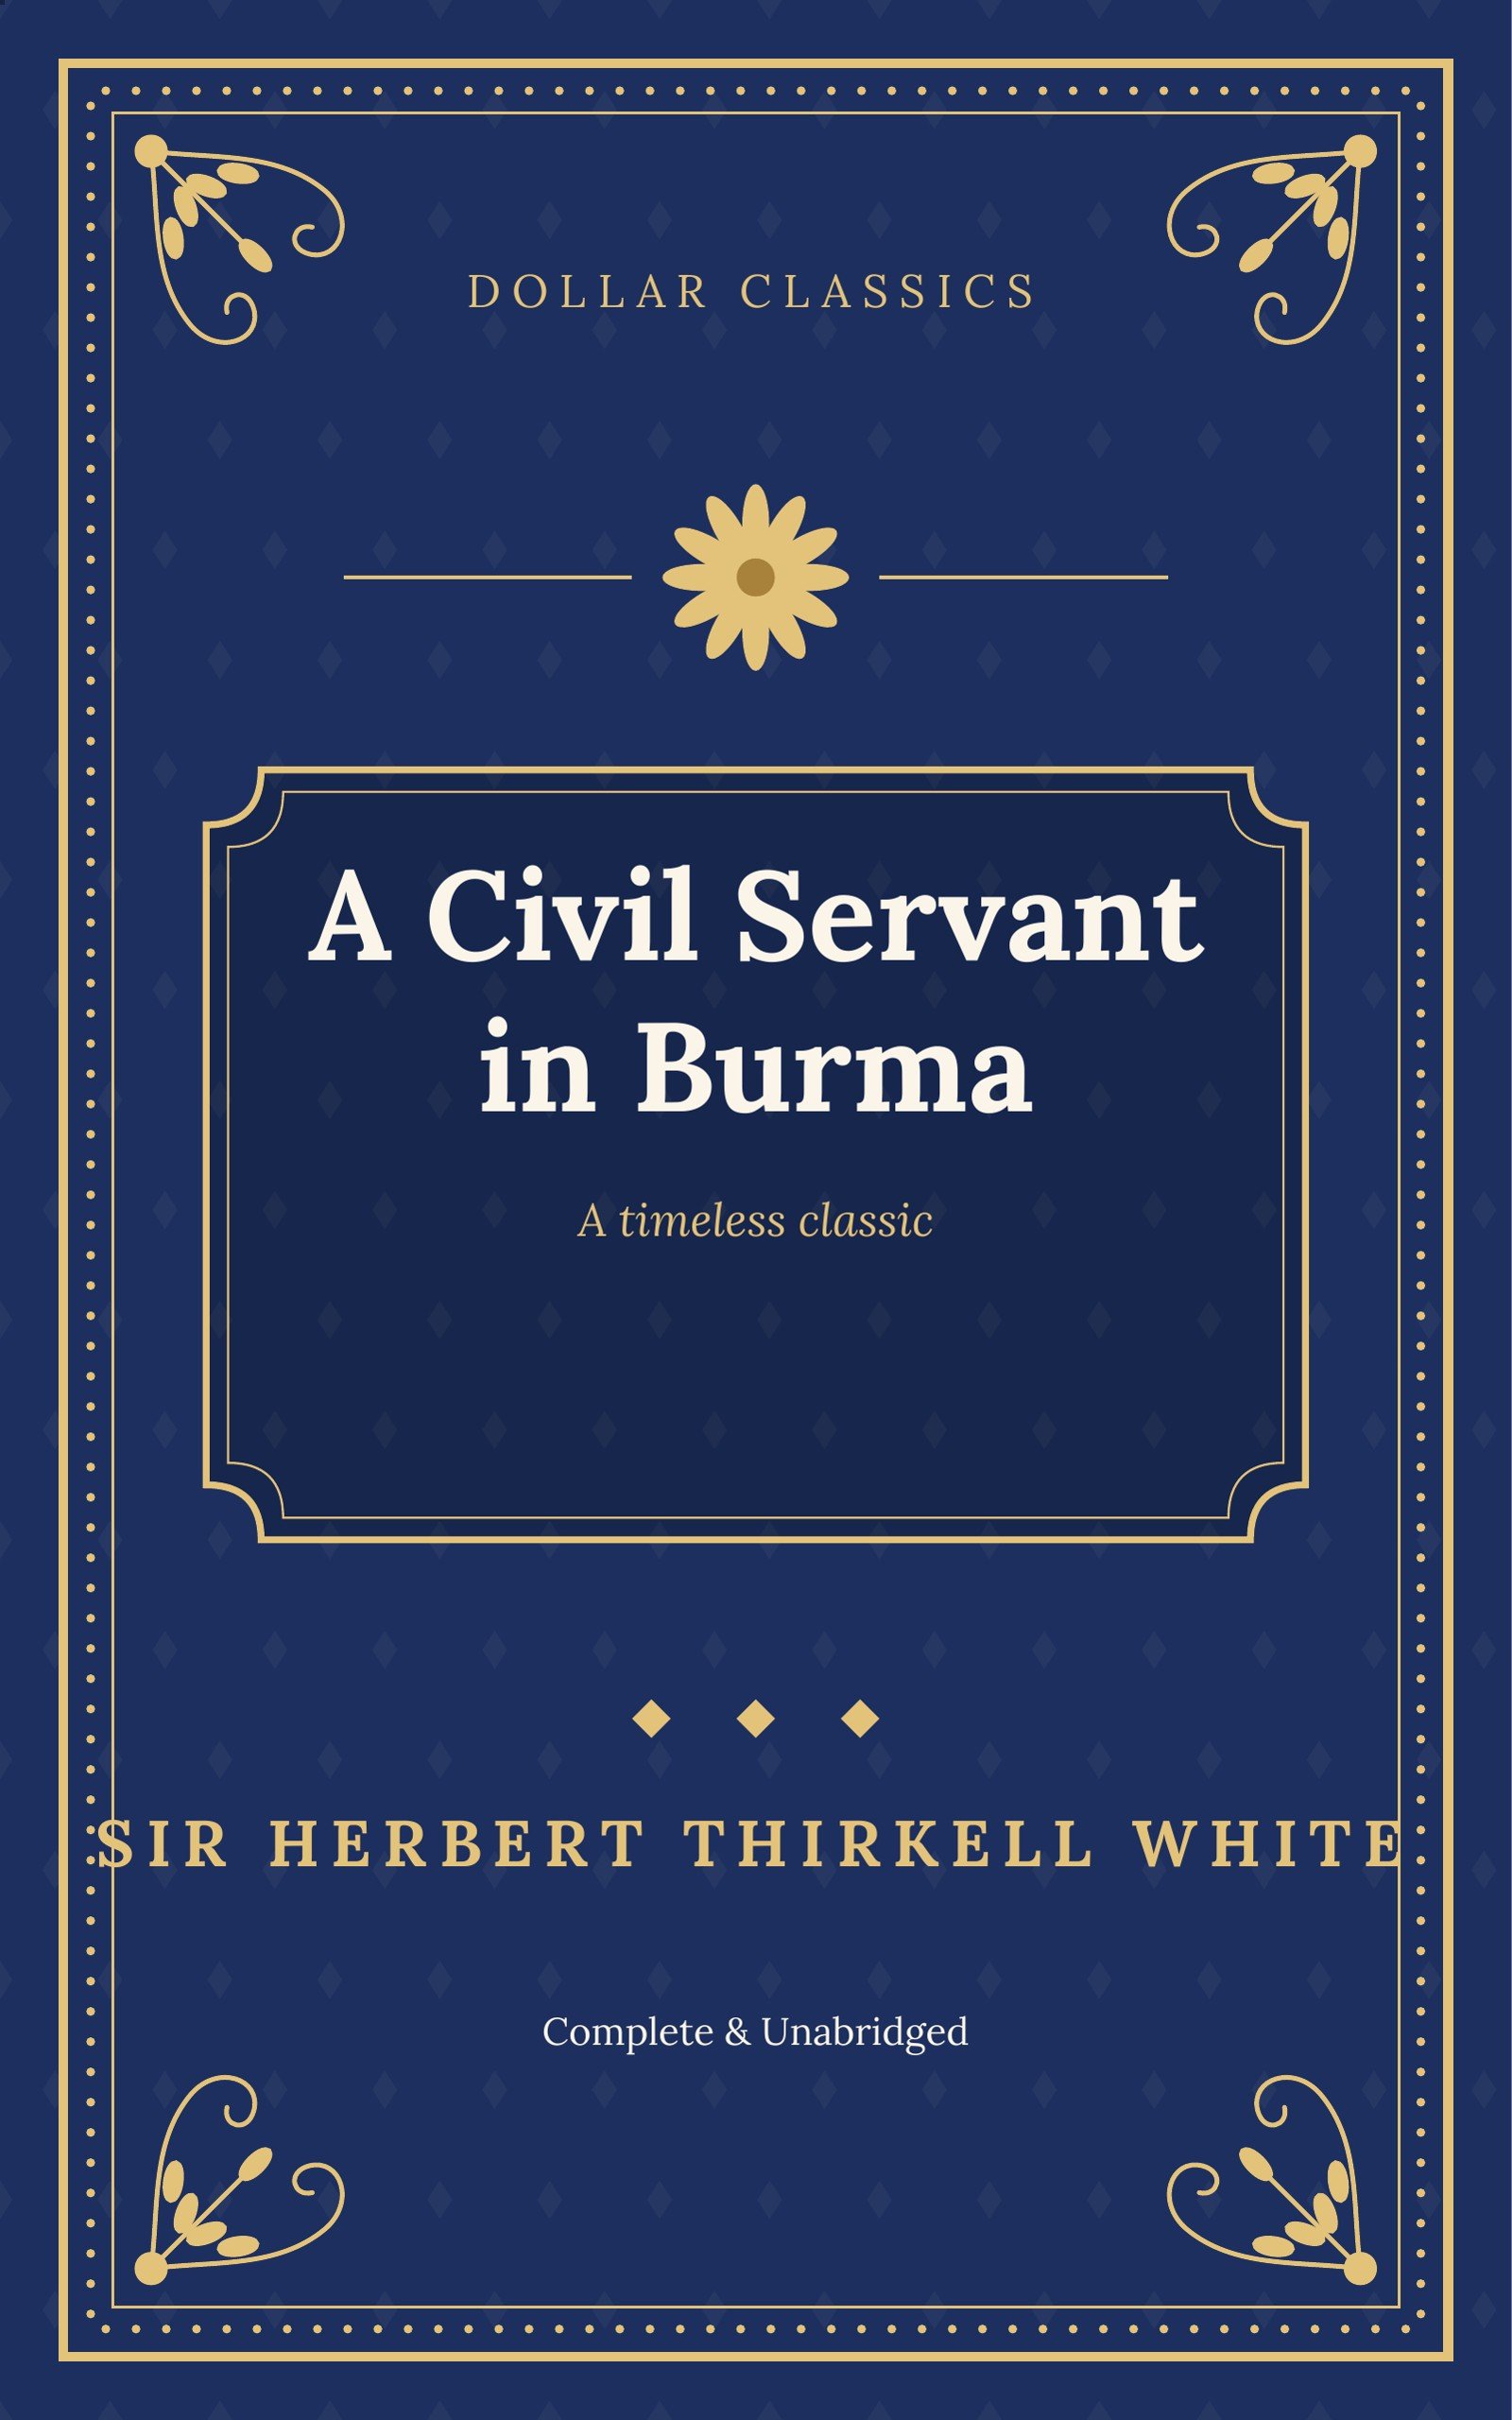 DOLLAR CLASSICS
A Civil Servant
in Burma
A timeless classic
SIR HERBERT THIRKELL WHITE
Complete & Unabridged